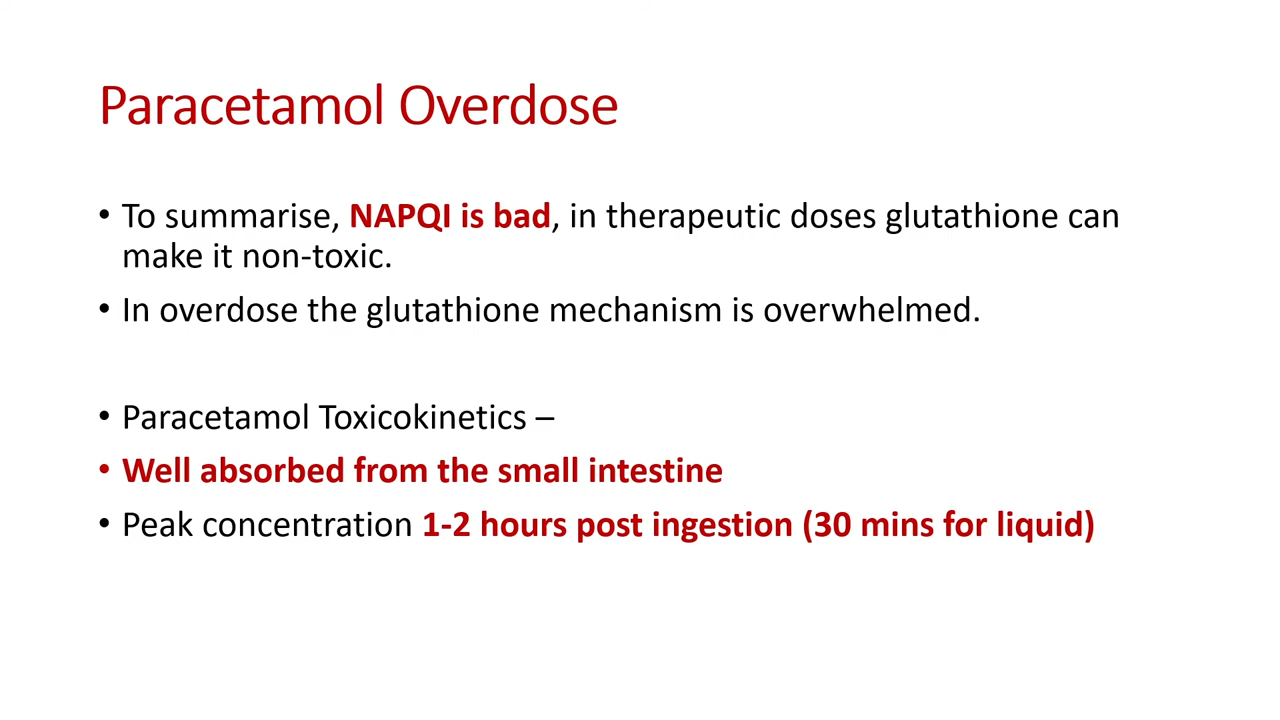 Paracetamol Overdose
• To summarise, NAPQI is bad, in therapeutic doses glutathione can
make it non-toxic.
• In overdose the glutathione mechanism is overwhelmed.
• Paracetamol Toxicokinetics –
• Well absorbed from the small intestine
• Peak concentration 1-2 hours post ingestion (30 mins for liquid)